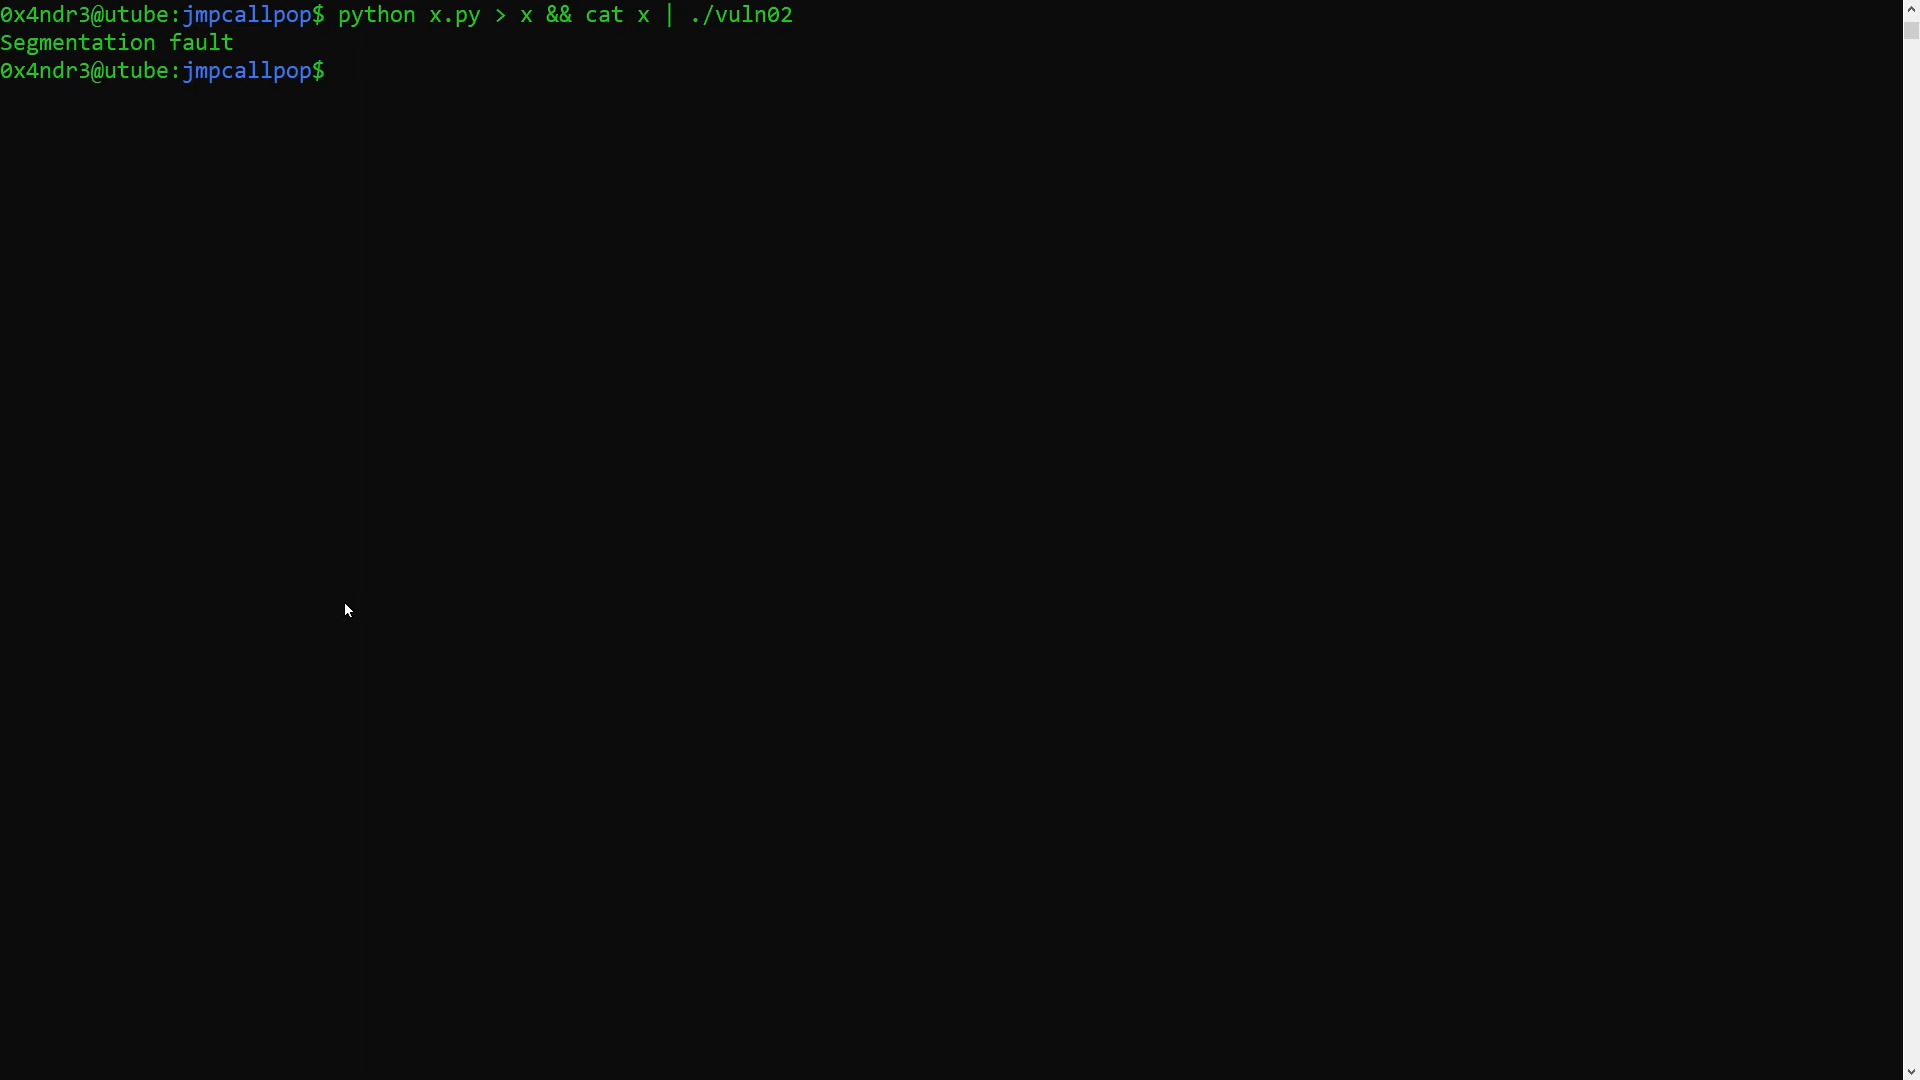 0x4ndr3@utube:jmpcallpop$ python x.py > x && cat x | ./vuln02
Segmentation fault
0x4ndr3@utube:jmpcallpop$